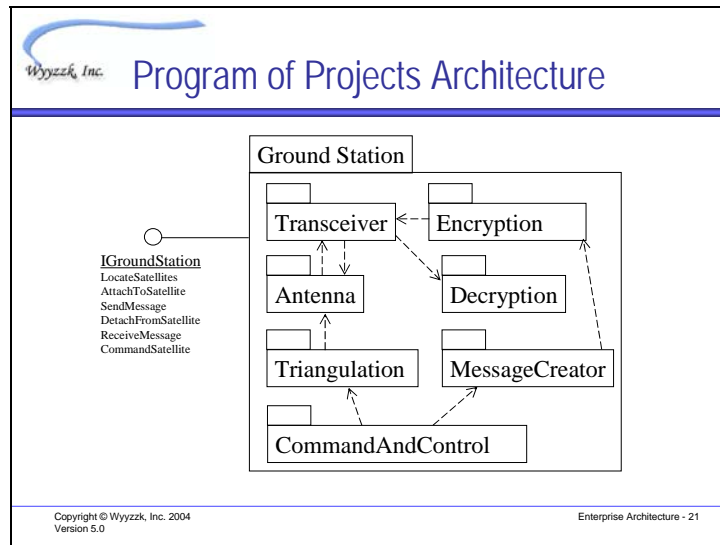 Wyyzzk, Inc.
Program of Projects Architecture
Ground Station
Transceiver
Encryption
IGroundStation
LocateSatellites
AttachToSatellite
SendMessage
DetachFromSatellite
ReceiveMessage
CommandSatellite
Antenna
Decryption
Triangulation
MessageCreator
CommandAndControl
Copyright © Wyyzzk, Inc. 2004
Version 5.0
Enterprise Architecture - 21